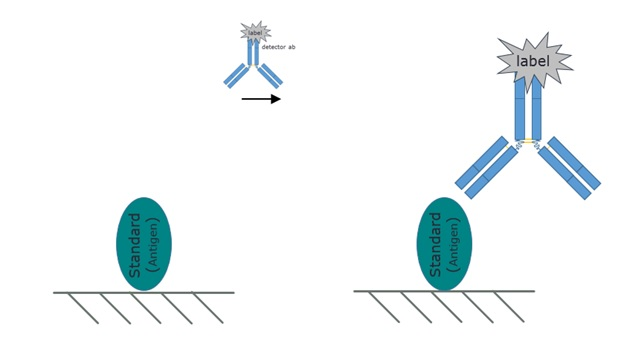 label
detector ab
label
Standard
(Antigen)
Standard
(Antigen)